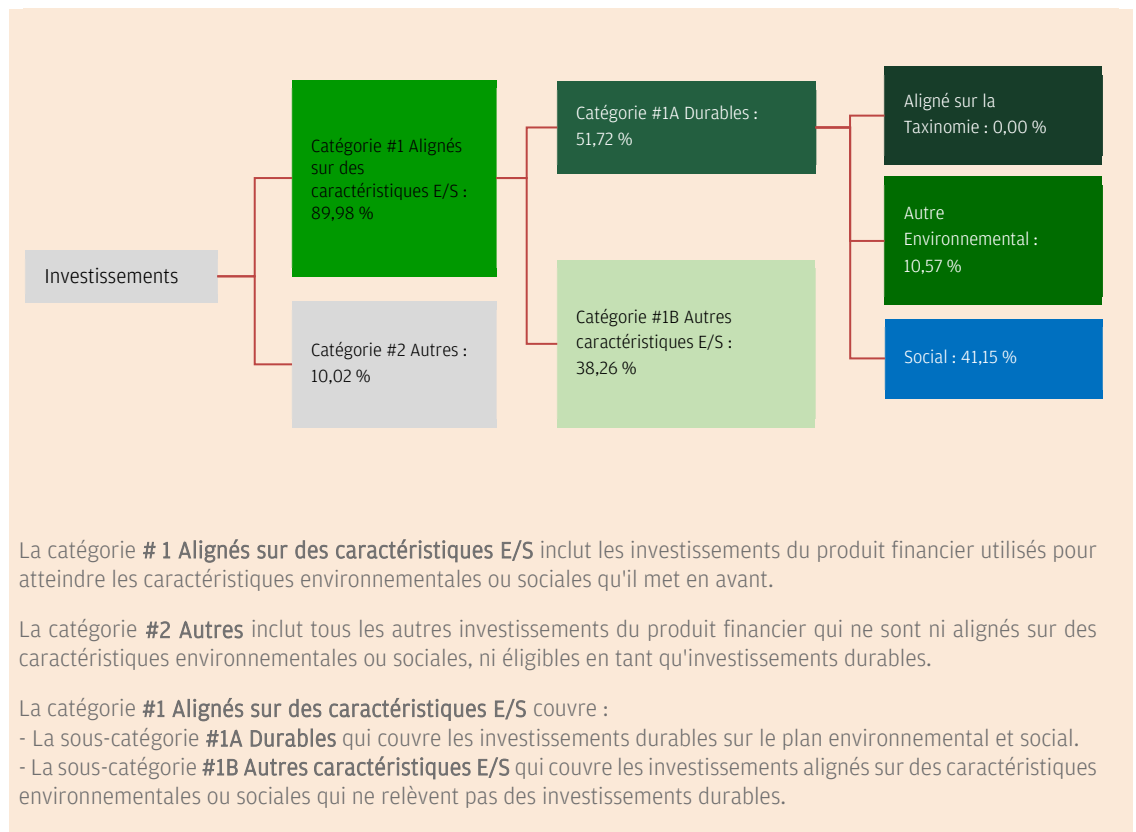 Investissements
Catégorie #1 Alignés
sur des
caractéristiques E/S :
89,98 %
Catégorie #2 Autres :
10,02 %
Catégorie #1A Durables :
51,72 %
Catégorie #1B Autres
caractéristiques E/S :
38,26 %
Aligné sur la
Taxinomie : 0,00 %
Autre
Environnemental :
10,57 %
Social : 41,15 %
La catégorie # 1 Alignés sur des caractéristiques E/S inclut les investissements du produit financier utilisés pour
atteindre les caractéristiques environnementales ou sociales qu'il met en avant.
La catégorie #2 Autres inclut tous les autres investissements du produit financier qui ne sont ni alignés sur des
caractéristiques environnementales ou sociales, ni éligibles en tant qu'investissements durables.
La catégorie #1 Alignés sur des caractéristiques E/S couvre :
- La sous-catégorie #1A Durables qui couvre les investissements durables sur le plan environnemental et social.
- La sous-catégorie #1B Autres caractéristiques E/S qui couvre les investissements alignés sur des caractéristiques
environnementales ou sociales qui ne relèvent pas des investissements durables.